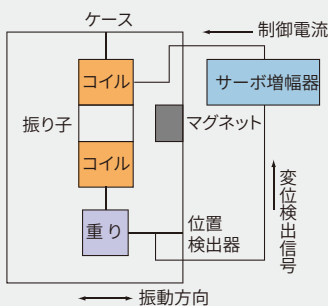 ケース
制御電流
コイル
サーボ増幅器
振り子
マグネット
コイル
変位検出信号
重り
位置
検出器
振動方向